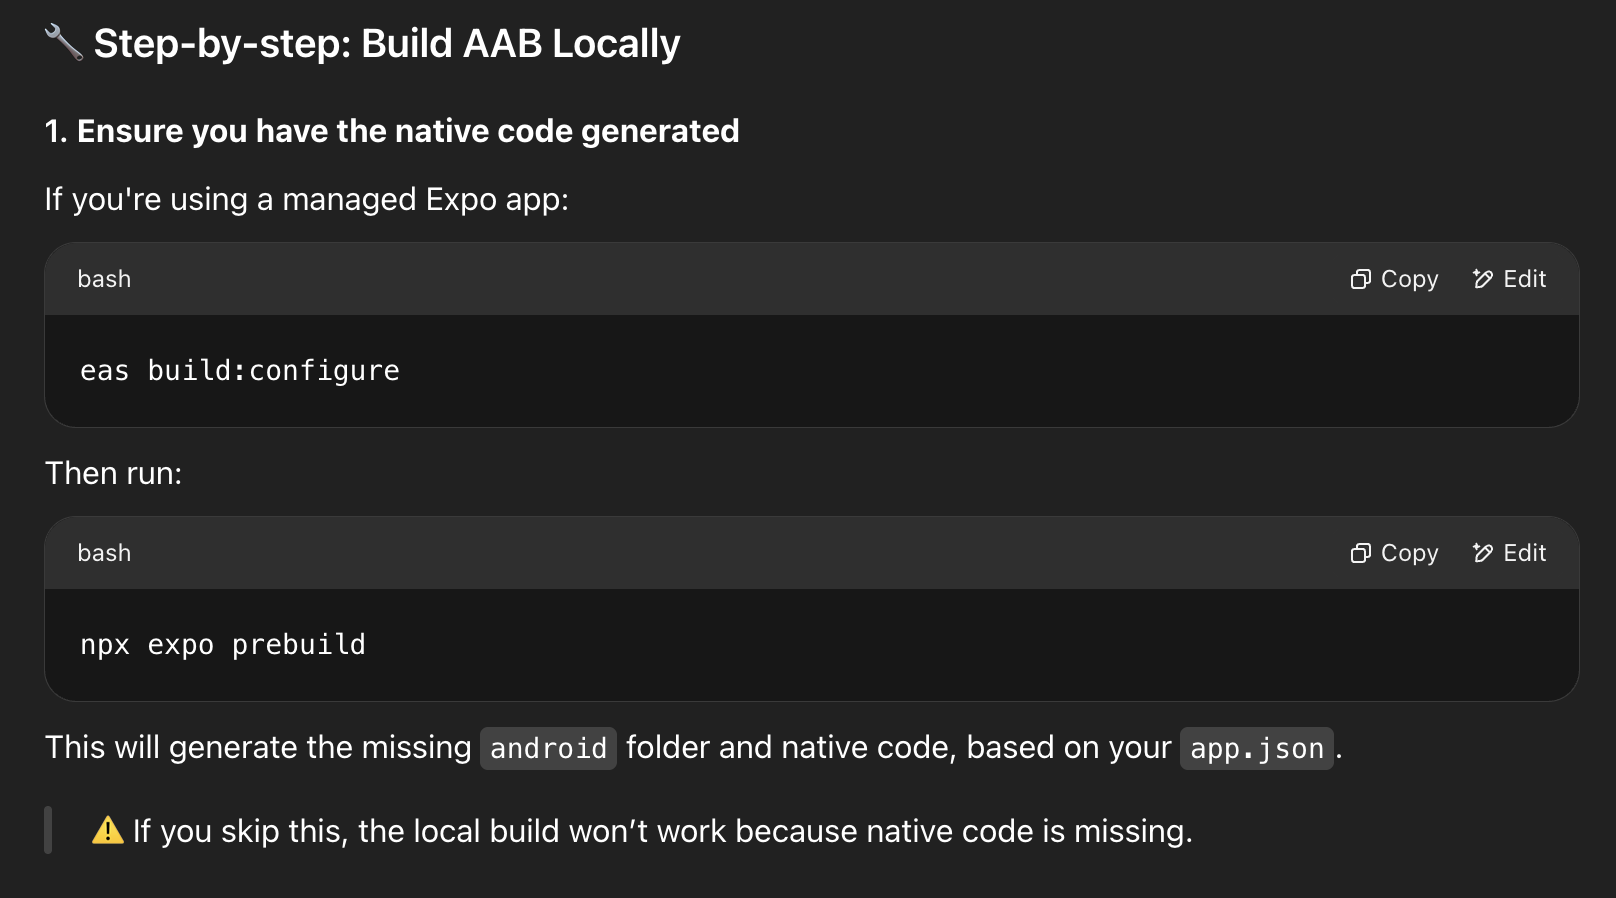 🔧 Step-by-step: Build AAB Locally
1. Ensure you have the native code generated
If you're using a managed Expo app:
bash Copy Edit
eas build:configure
Then run:
bash Copy Edit
npx expo prebuild
This will generate the missing android folder and native code, based on your app.json.
⚠️ If you skip this, the local build won’t work because native code is missing.